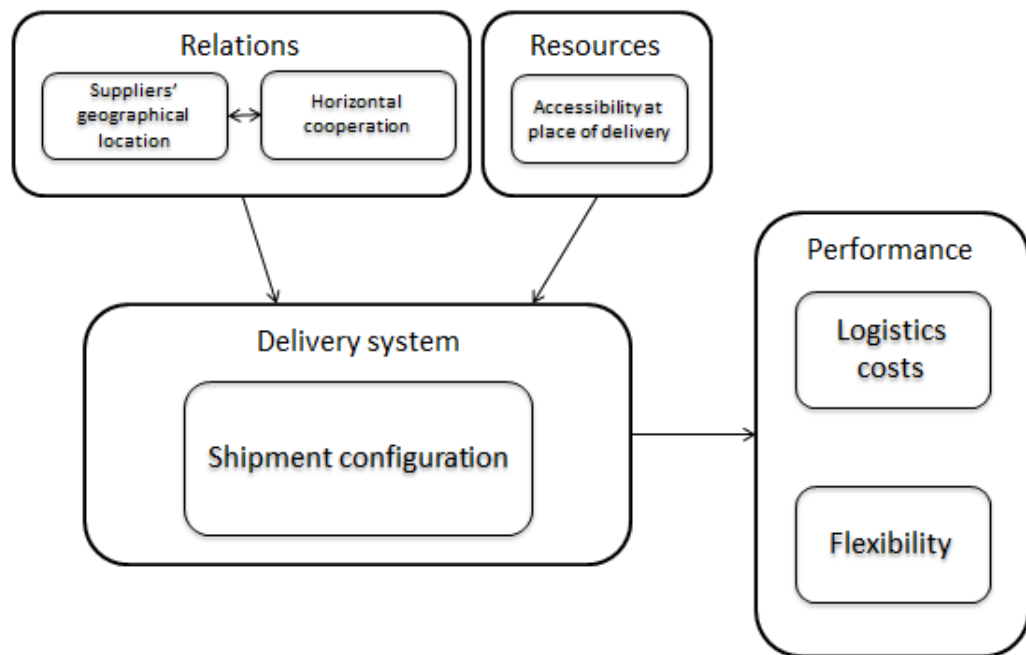 Relations
Suppliers'
geographical
location
Horizontal
cooperation
Resources
Accessibility at
place of delivery
Delivery system
Shipment configuration
Performance
Logistics
costs
Flexibility